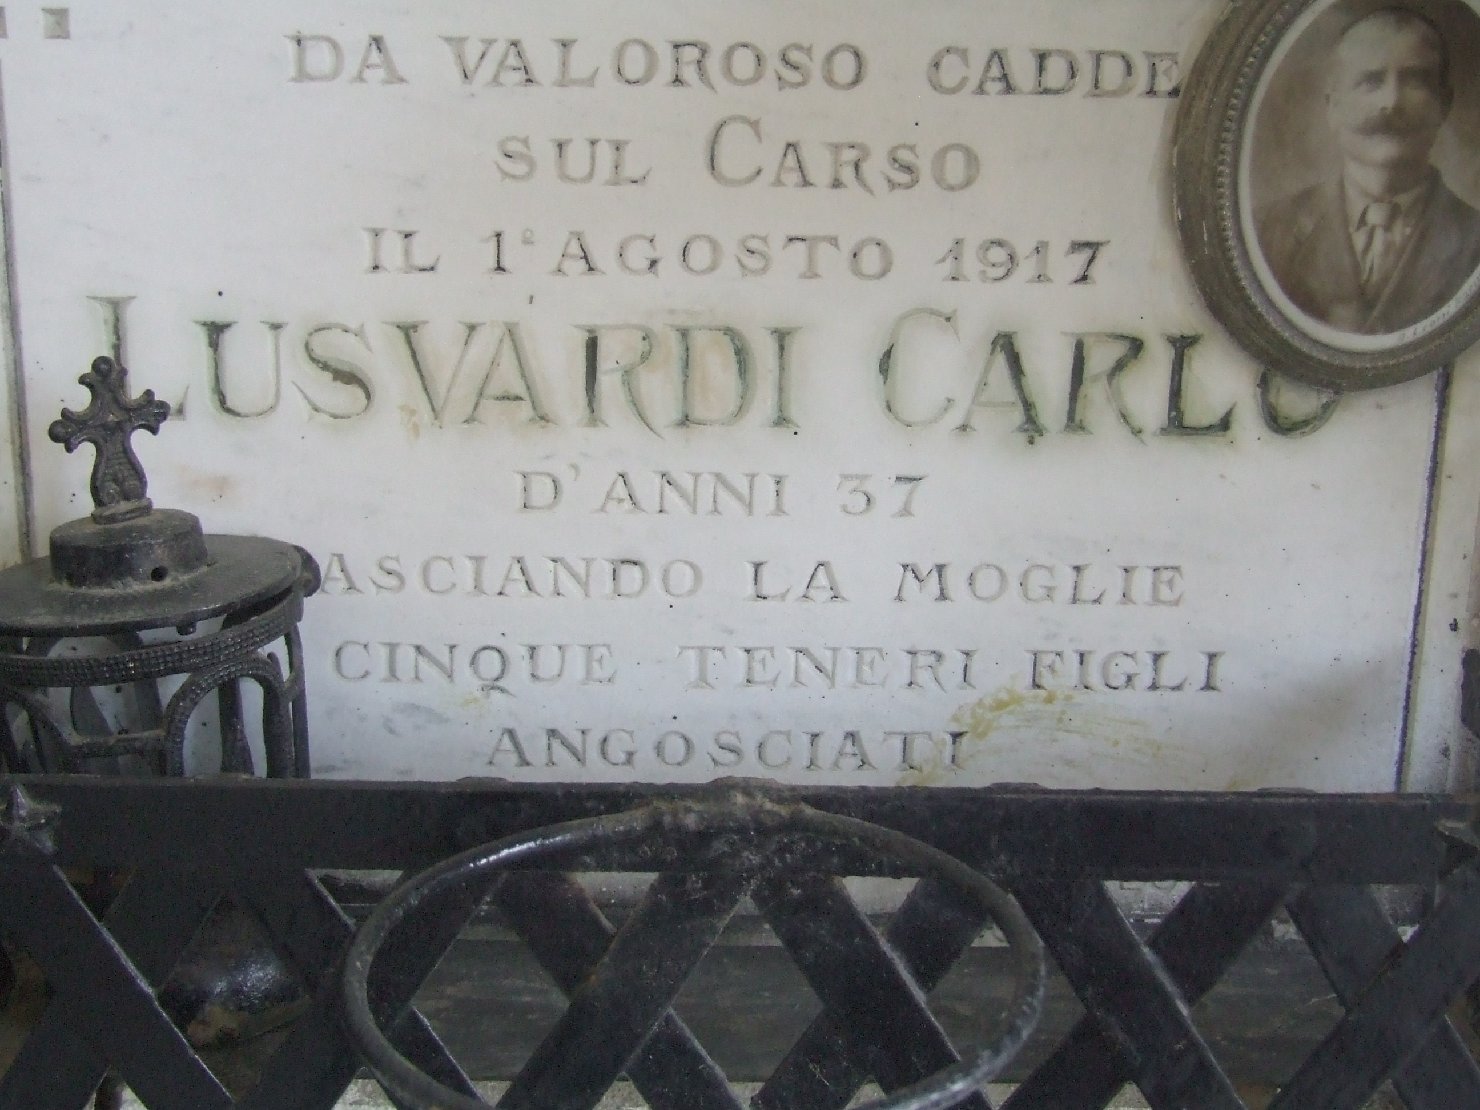 DA VALOROSO CADDE
SUL CARSO
IL 1° AGOSTO 1917
LUSVARDI CARLO
D'ANNI 37
ASCIANDO LA MOGLIE
CINQUE TENERI FIGLI
ANGOSCIATI